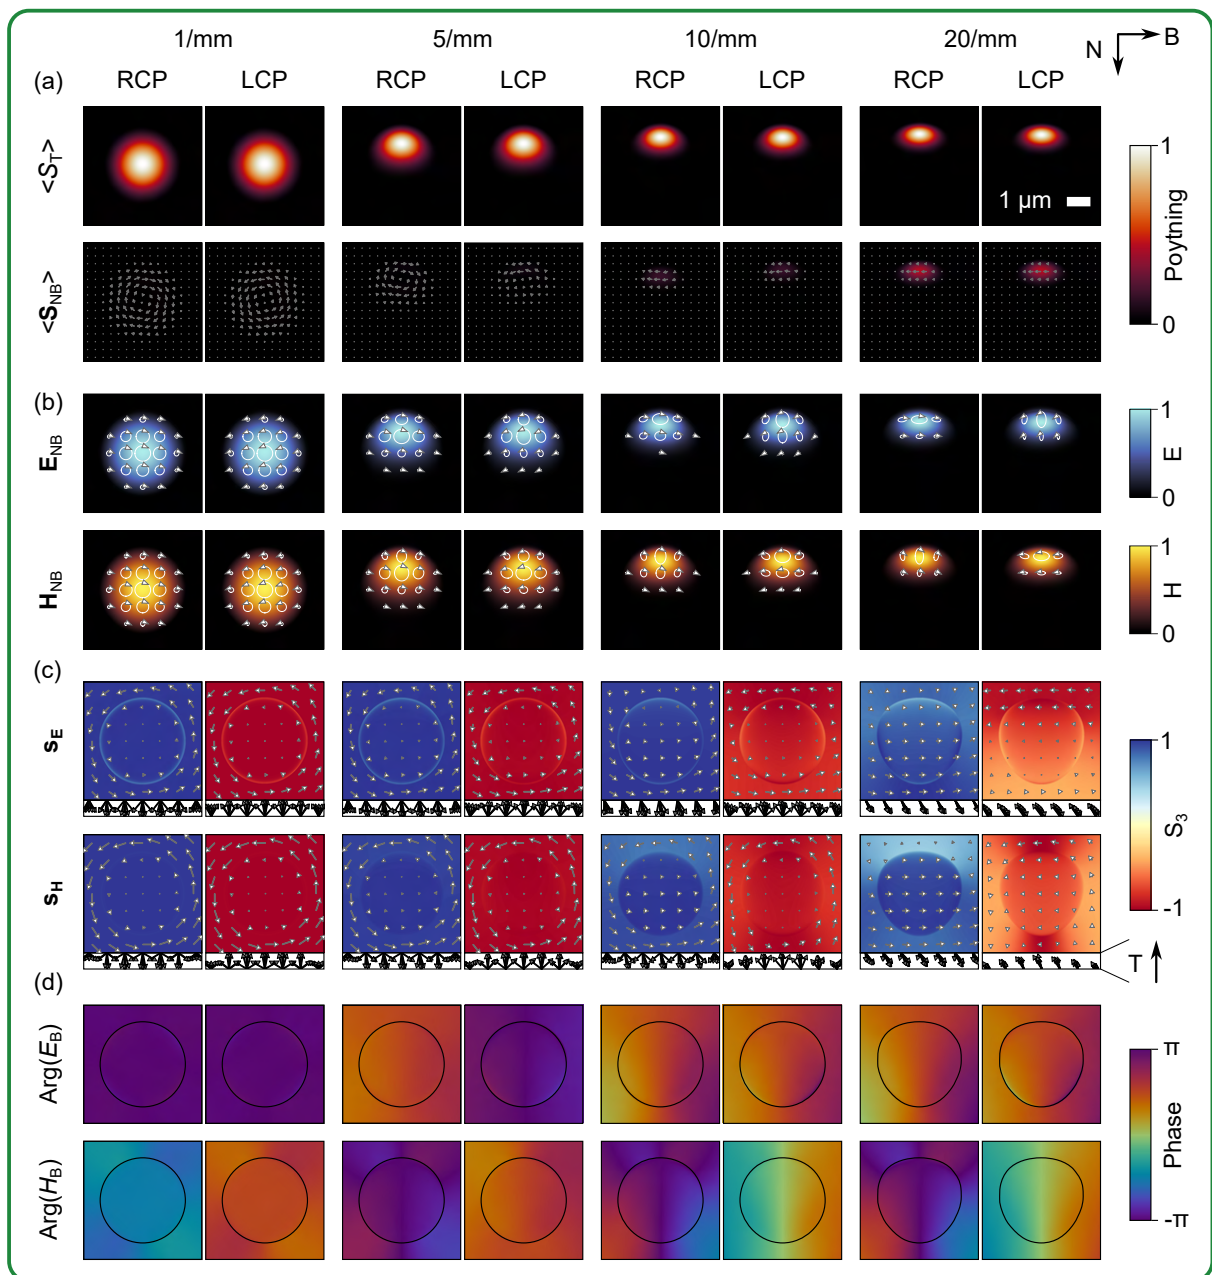 1/mm 5/mm 10/mm 20/mm
N B
(a) RCP LCP RCP LCP RCP LCP RCP LCP
<S_T>
1 μm
1
Poytning
0
<S_NB>
(b)
E_NB
1
E
0
H_NB
1
H
0
(c)
s_E
1
S_3
-1
s_H
T
(d)
Arg(E_B)
π
Phase
-π
Arg(H_B)